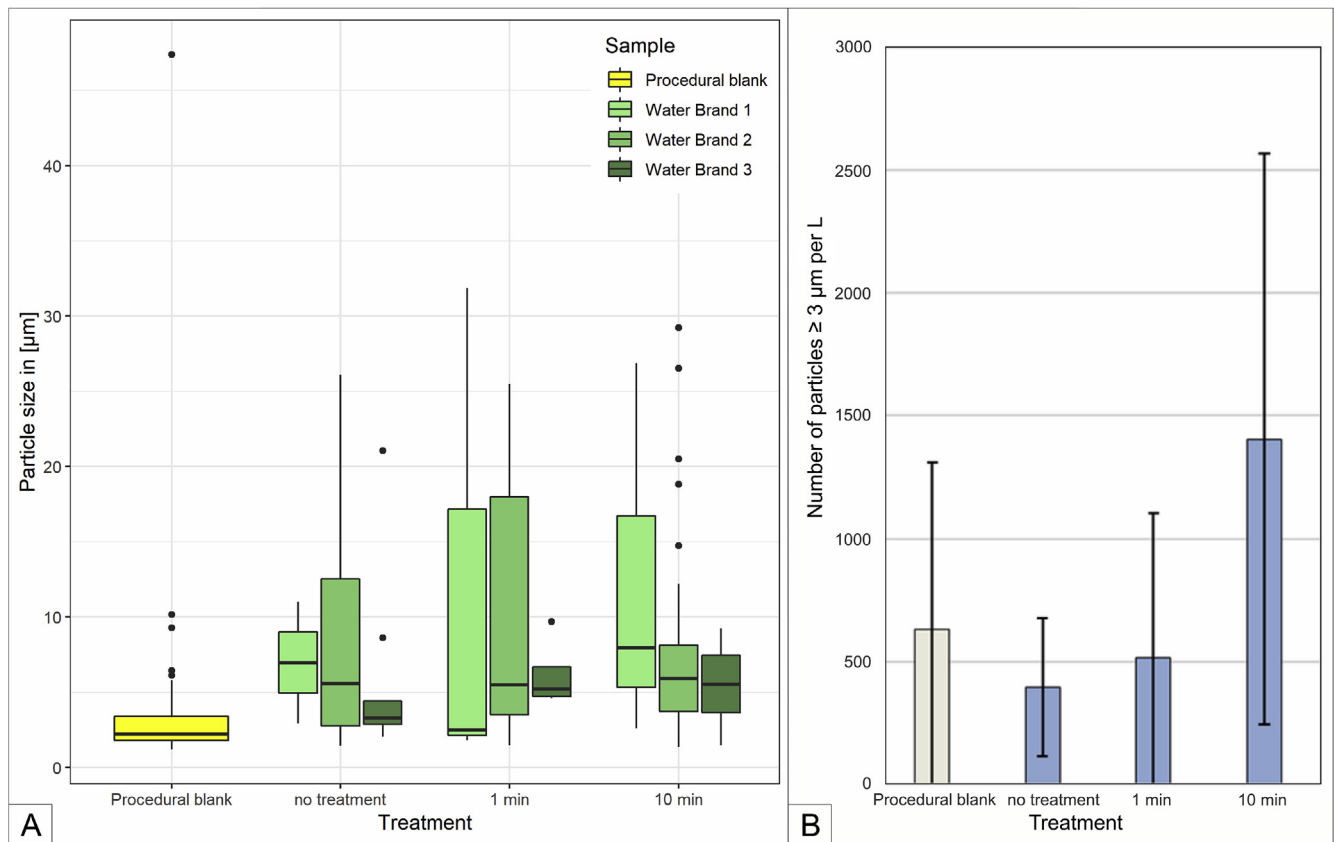 Sample
Procedural blank
Water Brand 1
Water Brand 2
Water Brand 3
Particle size in [µm]
40
30
20
10
0
Procedural blank
no treatment
1 min
10 min
Treatment
A
Number of particles ≥ 3 µm per L
3000
2500
2000
1500
1000
500
0
Procedural blank
no treatment
1 min
10 min
Treatment
B